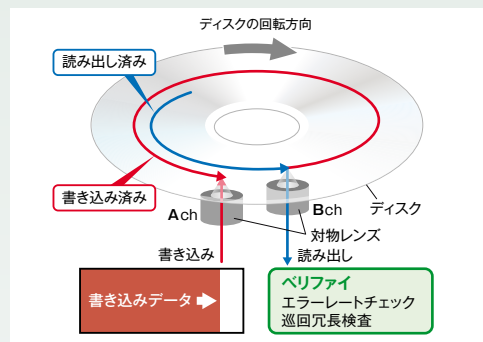 ディスクの回転方向
読み出し済み
書き込み済み
Ach
Bch
ディスク
対物レンズ
書き込み
読み出し
書き込みデータ
ベリファイ
エラーレートチェック
巡回冗長検査